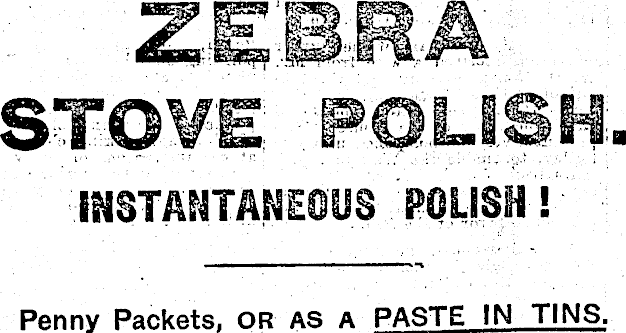 ZEBRA
STOVE POLISH.
INSTANTANEOUS POLISH!
Penny Packets, OR AS A PASTE IN TINS.